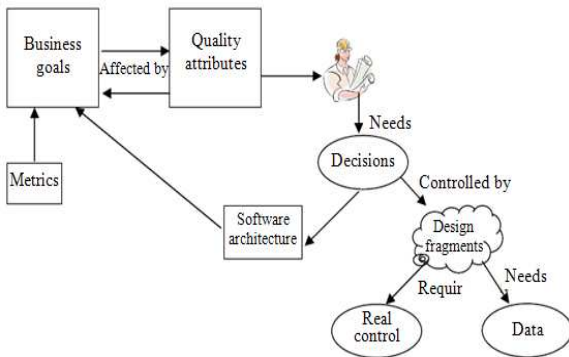 Business
goals
Affected by
Quality
attributes
Needs
Decisions
Metrics
Controlled by
Software
architecture
Design
fragments
Requir
Needs
Real
control
Data